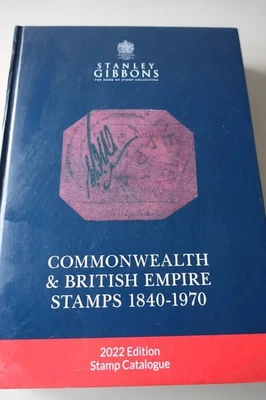 STANLEY
GIBBONS
THE HOME OF STAMP COLLECTING
COMMONWEALTH
& BRITISH EMPIRE
STAMPS 1840-1970
2022 Edition
Stamp Catalogue